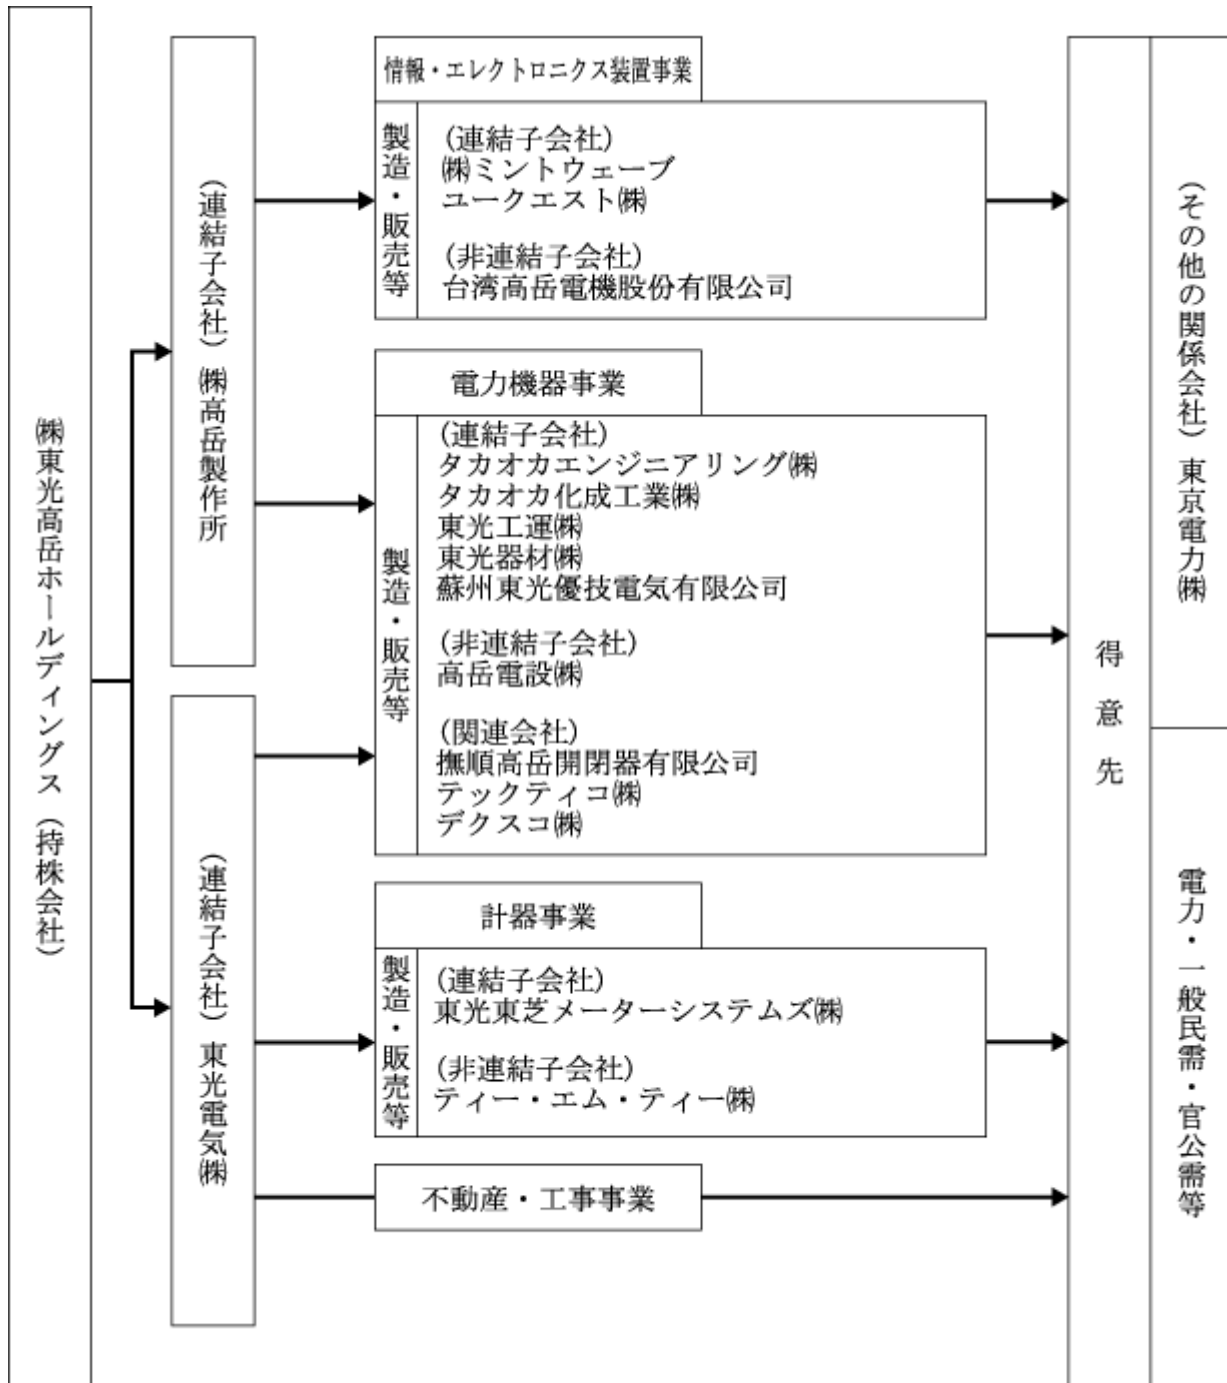 ㈱東光高岳ホールディングス（持株会社）
（連結子会社）㈱高岳製作所
（連結子会社）東光電気㈱
情報・エレクトロニクス装置事業
製造・販売等
(連結子会社)
㈱ミントウェーブ
ユークエスト㈱
(非連結子会社)
台湾高岳電機股份有限公司
電力機器事業
製造・販売等
(連結子会社)
タカオカエンジニアリング㈱
タカオカ化成工業㈱
東光工運㈱
東光器材㈱
蘇州東光優技電気有限公司
(非連結子会社)
高岳電設㈱
(関連会社)
撫順高岳開閉器有限公司
テックティコ㈱
デクスコ㈱
計器事業
製造・販売等
(連結子会社)
東光東芝メーターシステムズ㈱
(非連結子会社)
ティー・エム・ティー㈱
不動産・工事事業
得意先
（その他の関係会社）東京電力㈱
電力・一般民需・官公需等